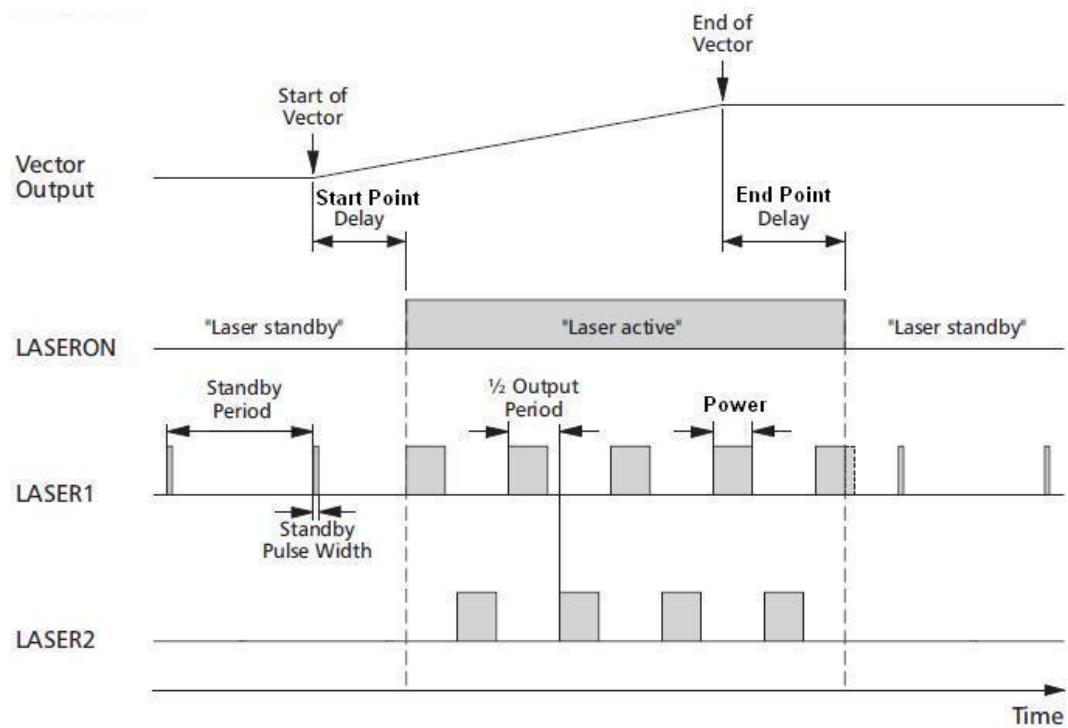 End of
Vector
Start of
Vector
Vector
Output
Start Point
Delay
End Point
Delay
"Laser standby"
"Laser active"
"Laser standby"
LASERON
Standby
Period
½ Output
Period
Power
LASER1
Standby
Pulse Width
LASER2
Time